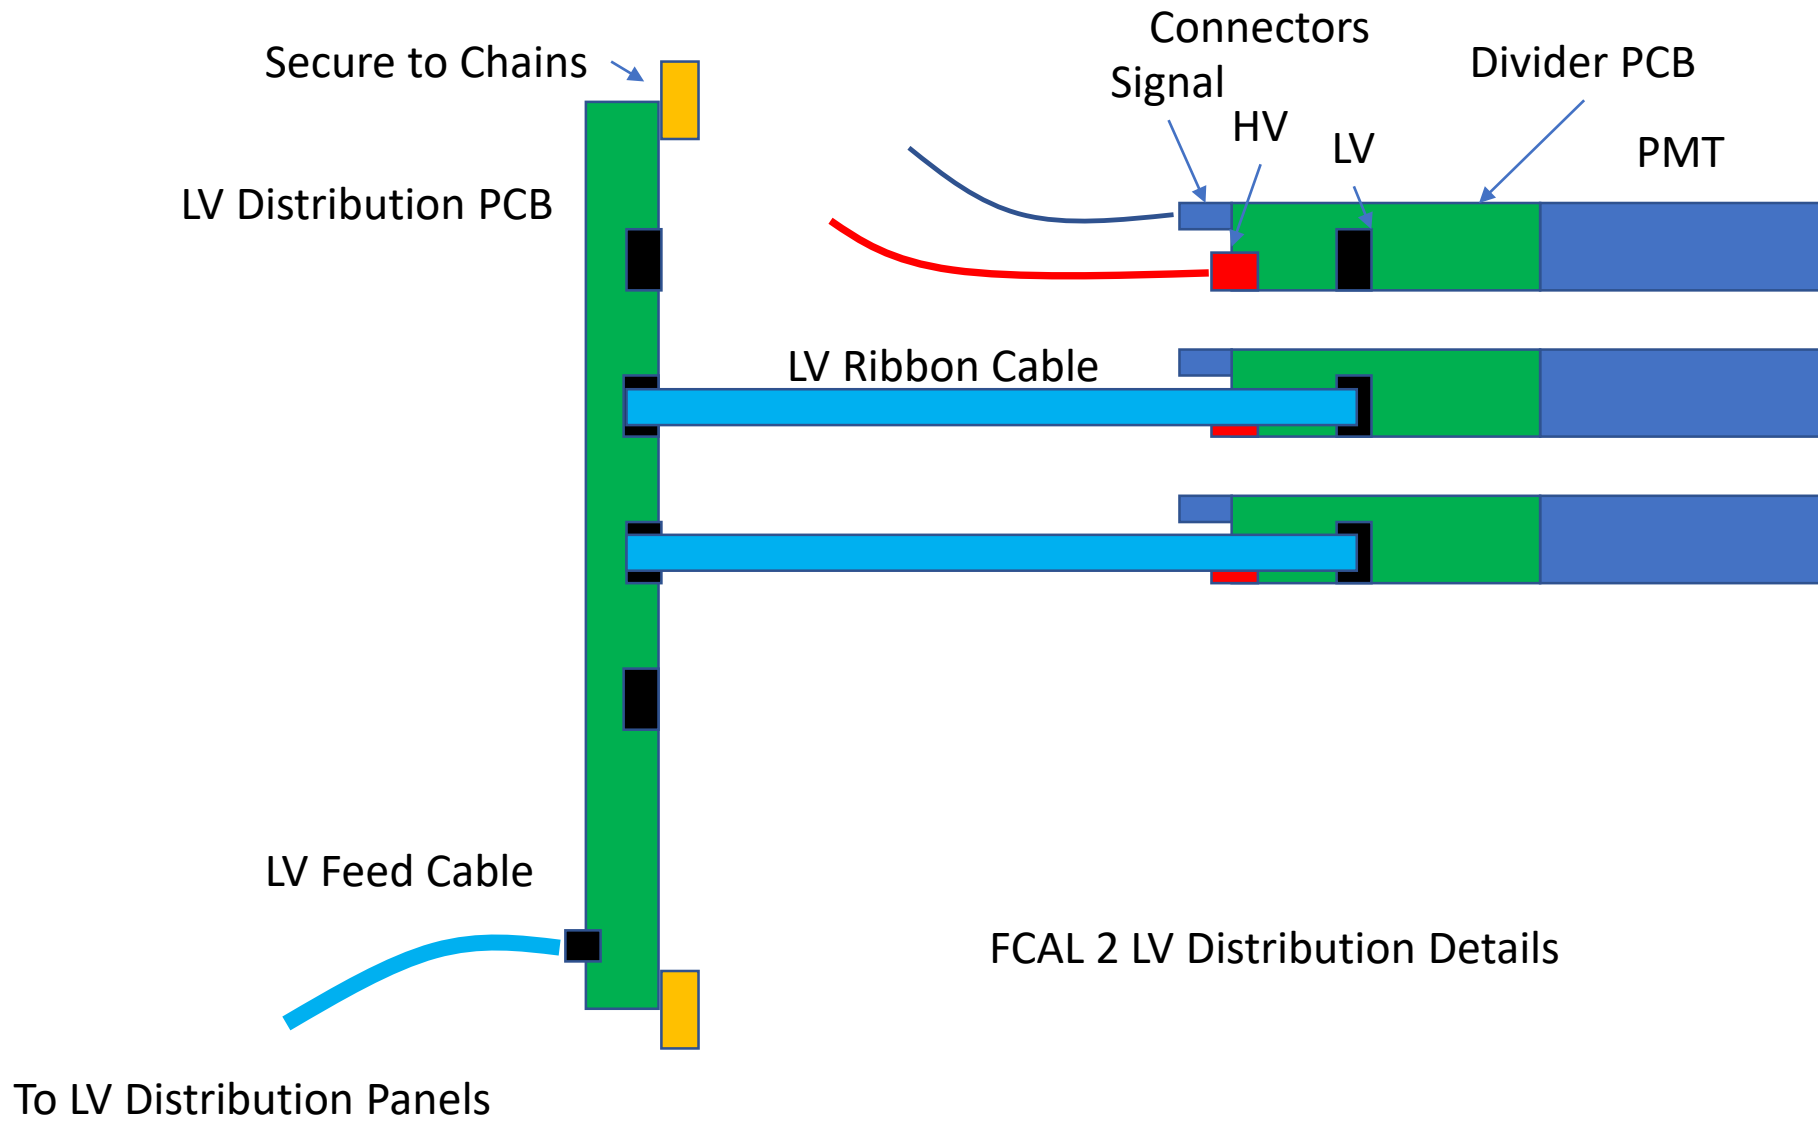 Connectors
Secure to Chains
Divider PCB
Signal
HV
LV
PMT
LV Distribution PCB
LV Ribbon Cable
LV Feed Cable
FCAL 2 LV Distribution Details
To LV Distribution Panels